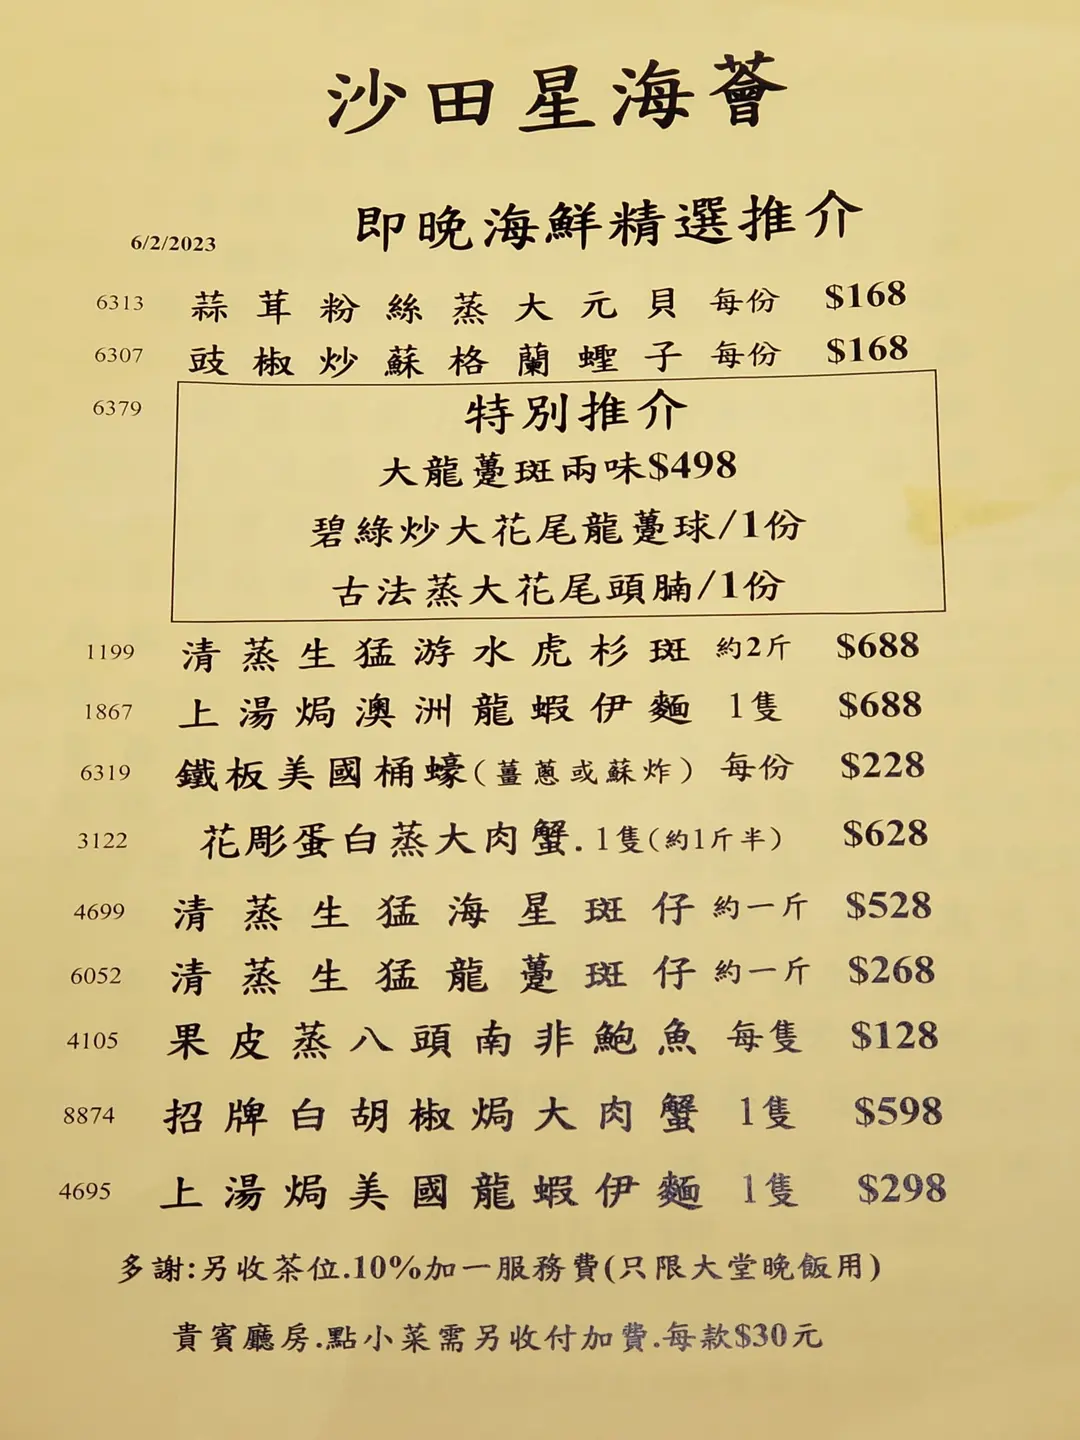 沙田星海薈
即晚海鮮精選推介
6/2/2023
6313 蒜茸粉絲蒸大元貝 每份 $168
6307 豉椒炒蘇格蘭蟶子 每份 $168
6379 特別推介
大龍躉斑兩味$498
碧綠炒大花尾龍躉球/1份
古法蒸大花尾頭腩/1份
1199 清蒸生猛游水虎杉斑 約2斤 $688
1867 上湯焗澳洲龍蝦伊麵 1隻 $688
6319 鐵板美國桶蠔(薑蔥或蘇炸) 每份 $228
3122 花彫蛋白蒸大肉蟹.1隻(約1斤半) $628
4699 清蒸生猛海星斑仔 約一斤 $528
6052 清蒸生猛龍躉斑仔 約一斤 $268
4105 果皮蒸八頭南非鮑魚 每隻 $128
8874 招牌白胡椒焗大肉蟹 1隻 $598
4695 上湯焗美國龍蝦伊麵 1隻 $298
多謝:另收茶位.10%加一服務費(只限大堂晚飯用)
貴賓廳房.點小菜需另收付加費.每款$30元